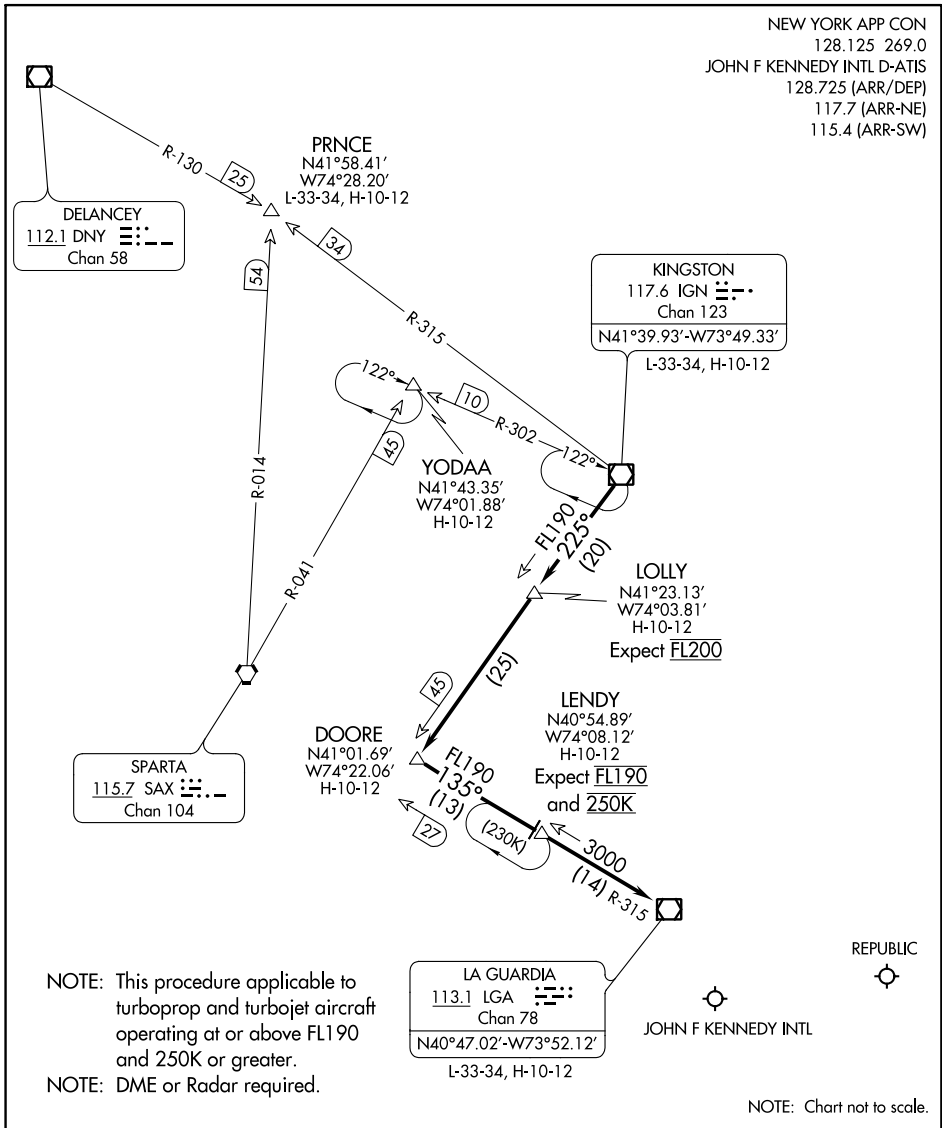 NEW YORK APP CON
128.125 269.0
JOHN F KENNEDY INTL D-ATIS
128.725 (ARR/DEP)
117.7 (ARR-NE)
115.4 (ARR-SW)
R-130
25
PRNCE
N41°58.41'
W74°28.20'
L-33-34, H-10-12
DELANCEY
112.1 DNY
Chan 58
54
34
R-315
KINGSTON
117.6 IGN
Chan 123
N41°39.93'-W73°49.33'
L-33-34, H-10-12
122°
10
R-302
122°
45
R-014
R-041
YODAA
N41°43.35'
W74°01.88'
H-10-12
FL190
225°
(20)
LOLLY
N41°23.13'
W74°03.81'
H-10-12
Expect FL200
(25)
45
SPARTA
115.7 SAX
Chan 104
DOORE
N41°01.69'
W74°22.06'
H-10-12
LENDY
N40°54.89'
W74°08.12'
H-10-12
Expect FL190
and 250K
FL190
135°
(13)
27
(230K)
3000
(14)
R-315
LA GUARDIA
113.1 LGA
Chan 78
N40°47.02'-W73°52.12'
L-33-34, H-10-12
REPUBLIC
JOHN F KENNEDY INTL
NOTE: This procedure applicable to
turboprop and turbojet aircraft
operating at or above FL190
and 250K or greater.
NOTE: DME or Radar required.
NOTE: Chart not to scale.